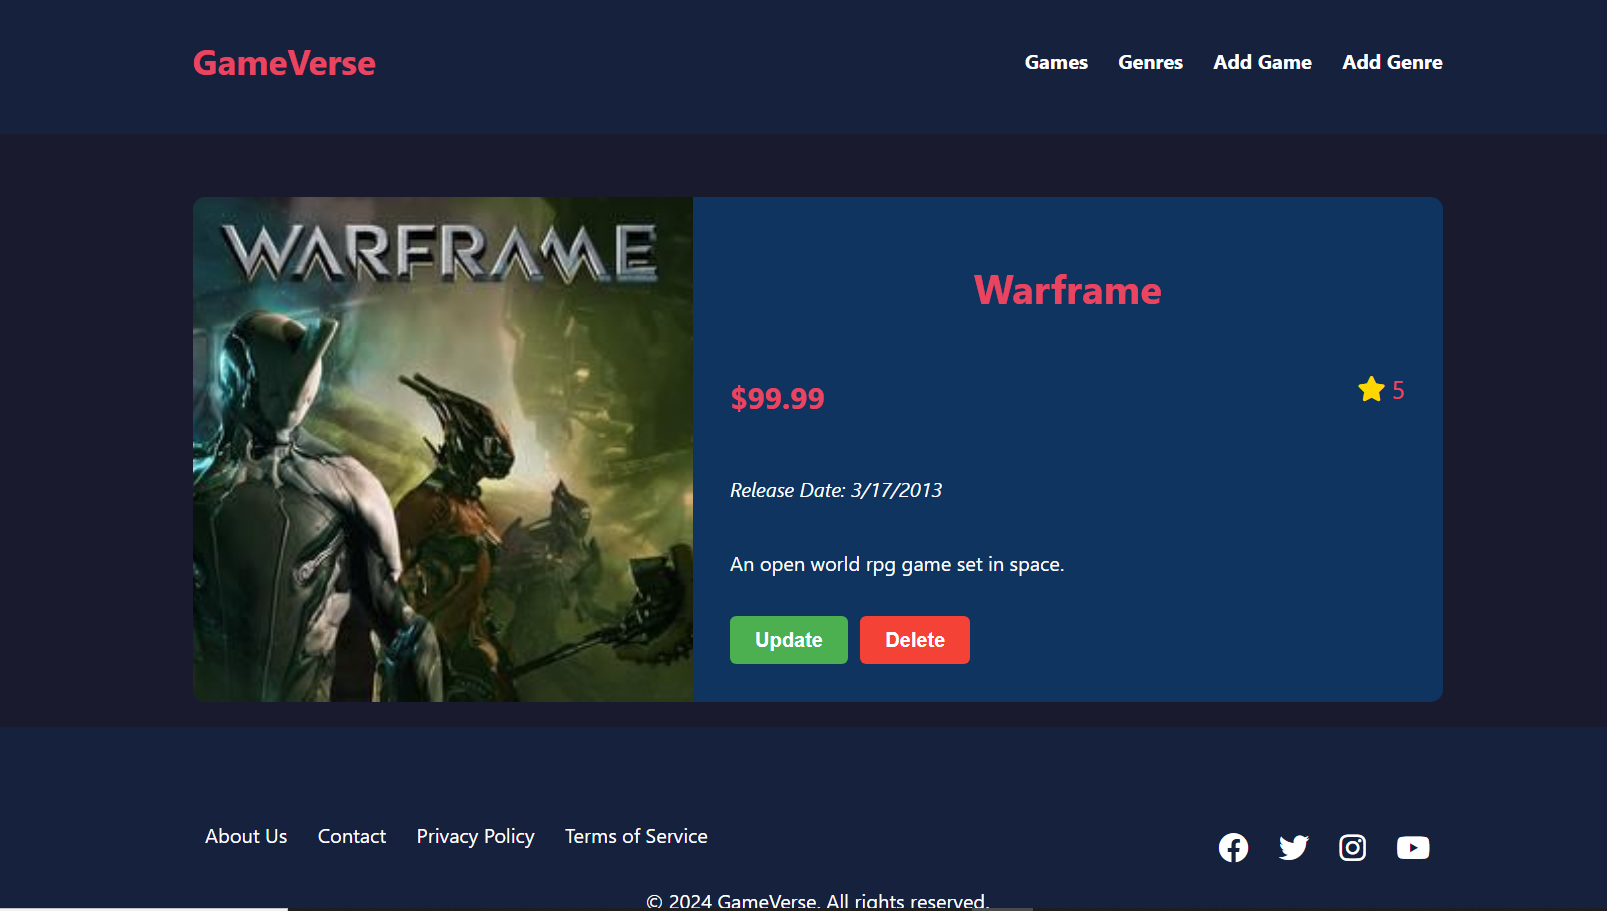 GameVerse
Games Genres Add Game Add Genre
WARFRAME
Warframe
$99.99
5
Release Date: 3/17/2013
An open world rpg game set in space.
Update Delete
About Us Contact Privacy Policy Terms of Service
© 2024 GameVerse. All rights reserved.